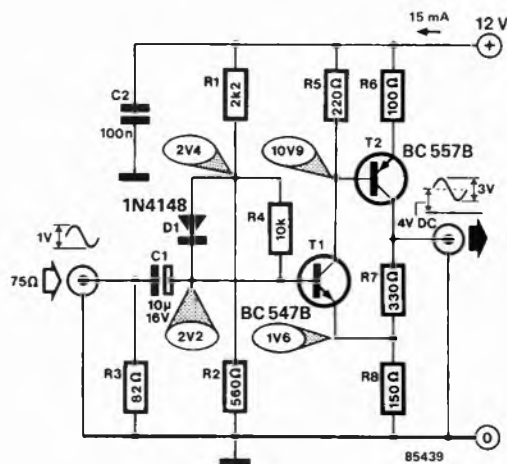 15 mA
12 V
+
C2
100n
R1
2k2
R5
220Ω
R6
100Ω
T2
BC 557B
2V4
10V9
1N4148
D1
R4
10k
3V
4V DC
1V
75Ω
C1
10µ
16V
T1
BC 547B
R7
330Ω
2V2
1V6
R3
82Ω
R2
560Ω
R8
150Ω
0
85439